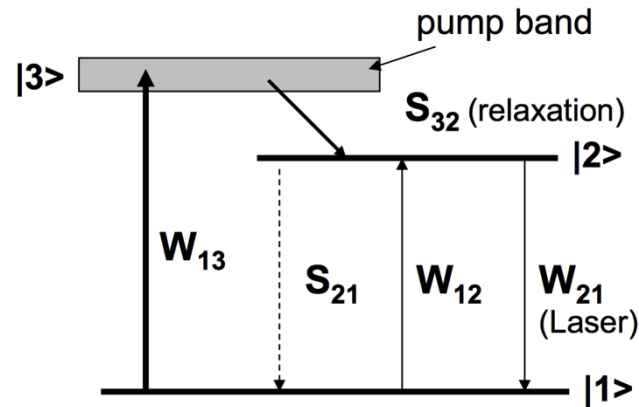 pump band
|3>
S32 (relaxation)
|2>
W13
S21
W12
W21
(Laser)
|1>